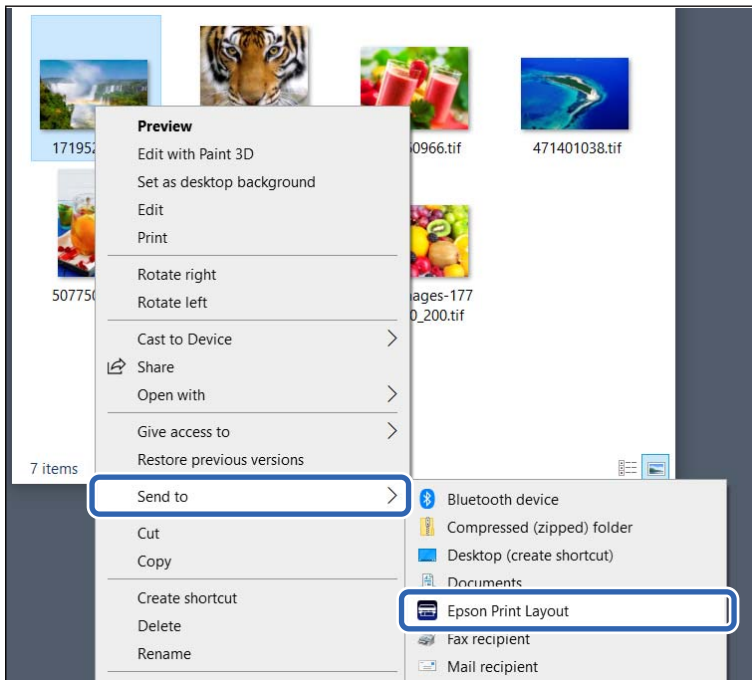 17195
0966.tif
471401038.tif
507750
ages-177
0_200.tif
7 items
Preview
Edit with Paint 3D
Set as desktop background
Edit
Print
Rotate right
Rotate left
Cast to Device
Share
Open with
Give access to
Restore previous versions
Send to
Cut
Copy
Create shortcut
Delete
Rename
Bluetooth device
Compressed (zipped) folder
Desktop (create shortcut)
Documents
Epson Print Layout
Fax recipient
Mail recipient